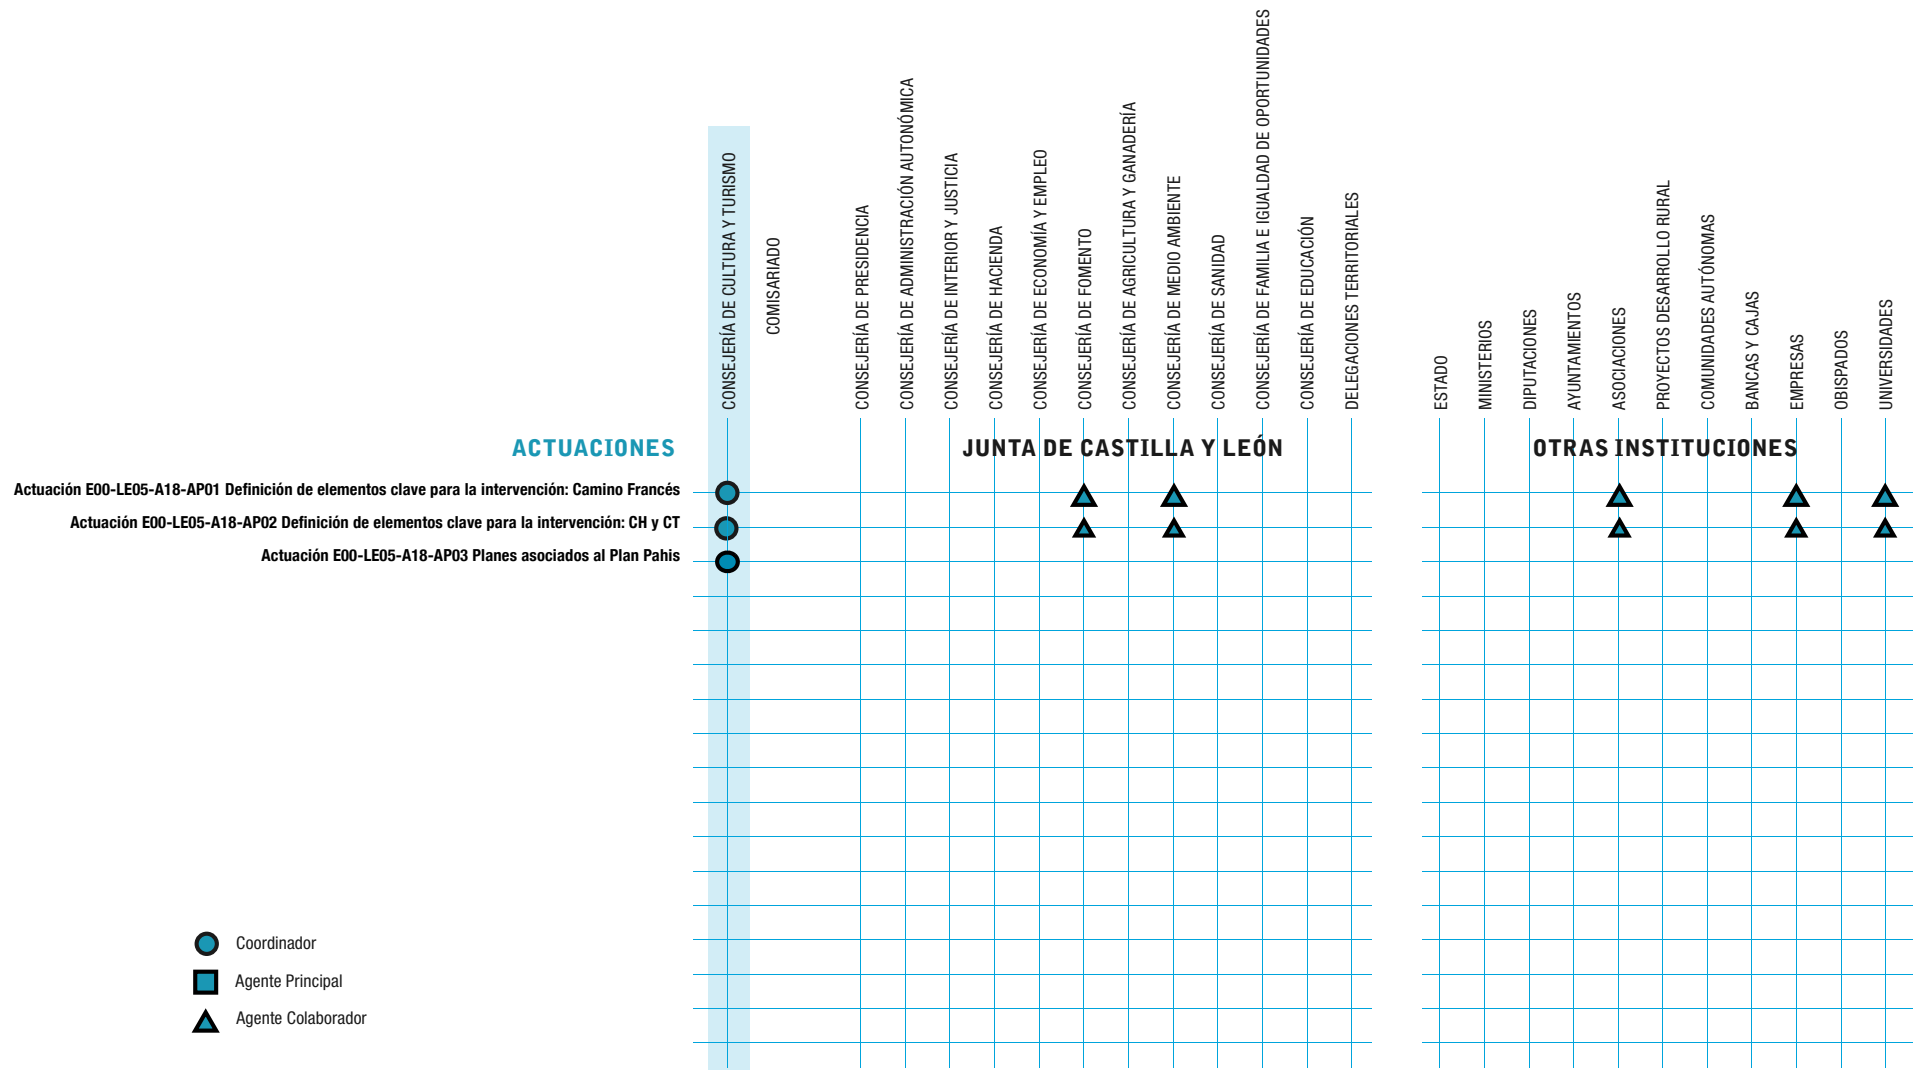 CONSEJERÍA DE CULTURA Y TURISMO
COMISARIADO
CONSEJERÍA DE PRESIDENCIA
CONSEJERÍA DE ADMINISTRACIÓN AUTONÓMICA
CONSEJERÍA DE INTERIOR Y JUSTICIA
CONSEJERÍA DE HACIENDA
CONSEJERÍA DE ECONOMÍA Y EMPLEO
CONSEJERÍA DE FOMENTO
CONSEJERÍA DE AGRICULTURA Y GANADERÍA
CONSEJERÍA DE MEDIO AMBIENTE
CONSEJERÍA DE SANIDAD
CONSEJERÍA DE FAMILIA E IGUALDAD DE OPORTUNIDADES
CONSEJERÍA DE EDUCACIÓN
DELEGACIONES TERRITORIALES
ESTADO
MINISTERIOS
DIPUTACIONES
AYUNTAMIENTOS
ASOCIACIONES
PROYECTOS DESARROLLO RURAL
COMUNIDADES AUTÓNOMAS
BANCAS Y CAJAS
EMPRESAS
OBISPADOS
UNIVERSIDADES
ACTUACIONES
JUNTA DE CASTILLA Y LEÓN
OTRAS INSTITUCIONES
Actuación E00-LE05-A18-AP01 Definición de elementos clave para la intervención: Camino Francés
Actuación E00-LE05-A18-AP02 Definición de elementos clave para la intervención: CH y CT
Actuación E00-LE05-A18-AP03 Planes asociados al Plan Pahis
Coordinador
Agente Principal
Agente Colaborador